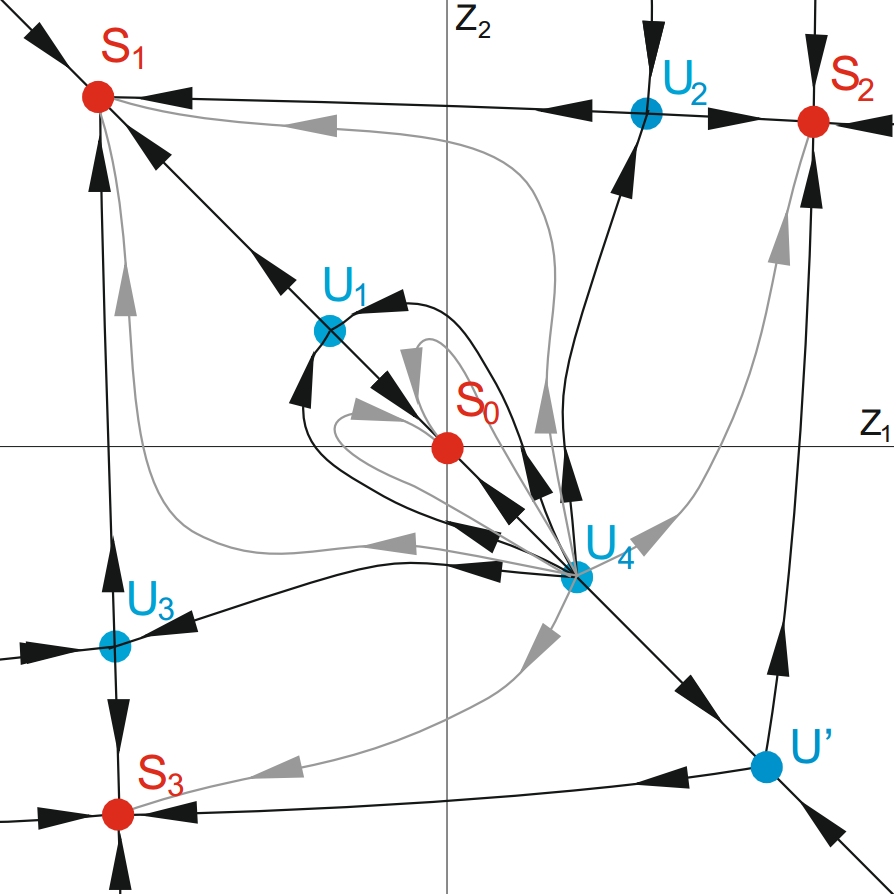 Z₂
S₁
U₂
S₂
U₁
S₀
Z₁
U₄
U₃
U’
S₃